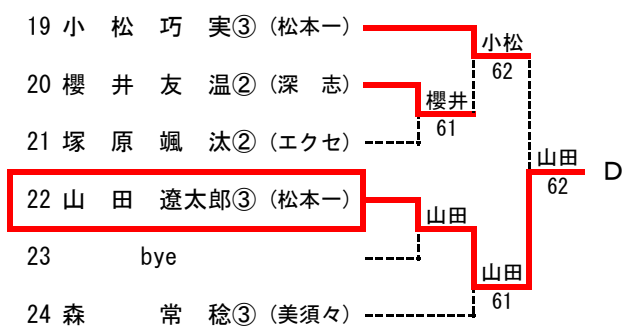 19 小 松 巧 実③ (松本一)
小松
62
20 櫻 井 友 温② (深 志)
櫻井
61
21 塚 原 颯 汰② (エクセ)
山田
62
D
22 山 田 遼太郎③ (松本一)
山田
23 bye
山田
61
24 森 常 稔③ (美須々)